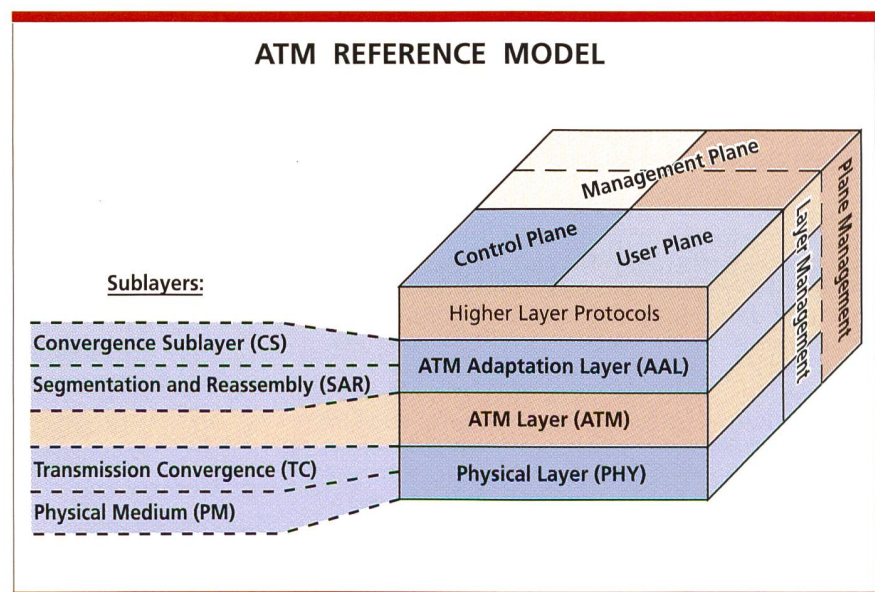 ATM REFERENCE MODEL
Management Plane
Control Plane
User Plane
Layer Management
Plane Management
Sublayers:
Higher Layer Protocols
Convergence Sublayer (CS)
ATM Adaptation Layer (AAL)
Segmentation and Reassembly (SAR)
ATM Layer (ATM)
Transmission Convergence (TC)
Physical Layer (PHY)
Physical Medium (PM)